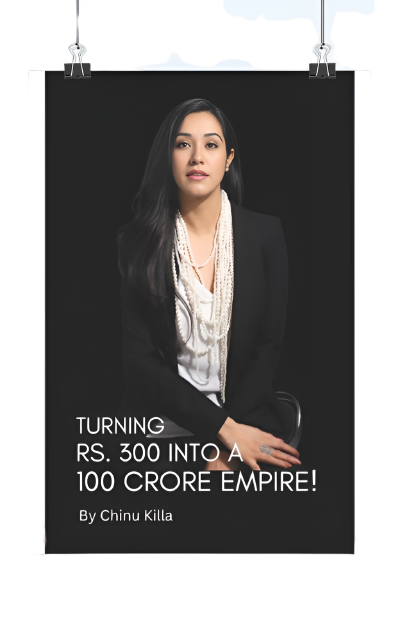 TURNING
RS. 300 INTO A
100 CRORE EMPIRE!
By Chinu Killa